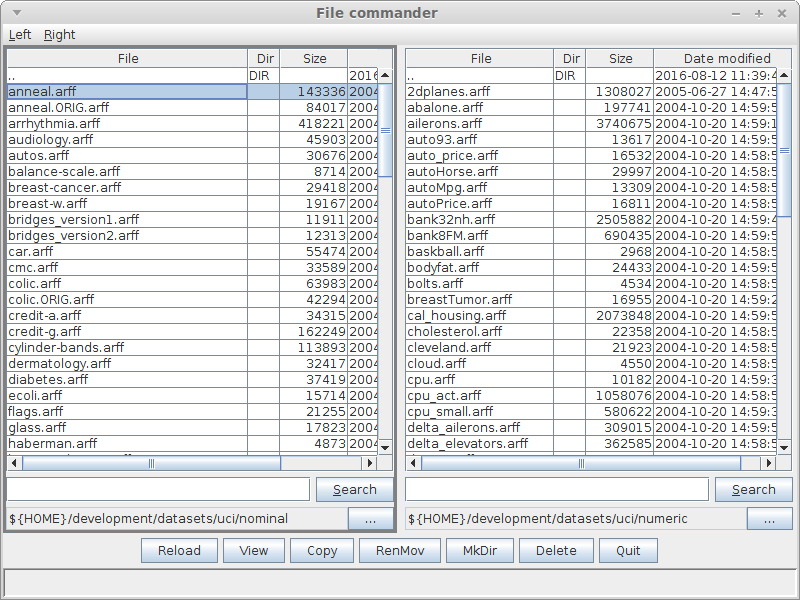 File commander
Left Right
File Dir Size
.. DIR 2016
anneal.arff 143336 2004
anneal.ORIG.arff 84017 2004
arrhythmia.arff 418221 2004
audiology.arff 45903 2004
autos.arff 30676 2004
balance-scale.arff 8714 2004
breast-cancer.arff 29418 2004
breast-w.arff 19167 2004
bridges_version1.arff 11911 2004
bridges_version2.arff 12313 2004
car.arff 55474 2004
cmc.arff 33589 2004
colic.arff 63983 2004
colic.ORIG.arff 42294 2004
credit-a.arff 34315 2004
credit-g.arff 162249 2004
cylinder-bands.arff 113893 2004
dermatology.arff 32417 2004
diabetes.arff 37419 2004
ecoli.arff 15714 2004
flags.arff 21255 2004
glass.arff 17823 2004
haberman.arff 4873 2004
Search
${HOME}/development/datasets/uci/nominal ...
File Dir Size Date modified
.. DIR 2016-08-12 11:39:4
2dplanes.arff 1308027 2005-06-27 14:47:5
abalone.arff 197741 2004-10-20 14:59:5
ailerons.arff 3740675 2004-10-20 14:59:1
auto93.arff 13617 2004-10-20 14:59:5
auto_price.arff 16532 2004-10-20 14:58:5
autoHorse.arff 29997 2004-10-20 14:58:5
autoMpg.arff 13309 2004-10-20 14:58:5
autoPrice.arff 16811 2004-10-20 14:58:5
bank32nh.arff 2505882 2004-10-20 14:59:4
bank8FM.arff 690435 2004-10-20 14:59:5
baskball.arff 2968 2004-10-20 14:58:5
bodyfat.arff 24433 2004-10-20 14:59:5
bolts.arff 4534 2004-10-20 14:58:5
breastTumor.arff 16955 2004-10-20 14:59:2
cal_housing.arff 2073848 2004-10-20 14:59:5
cholesterol.arff 22358 2004-10-20 14:58:5
cleveland.arff 21923 2004-10-20 14:58:5
cloud.arff 4550 2004-10-20 14:58:5
cpu.arff 10182 2004-10-20 14:59:3
cpu_act.arff 1058076 2004-10-20 14:58:5
cpu_small.arff 580622 2004-10-20 14:59:3
delta_ailerons.arff 309015 2004-10-20 14:59:5
delta_elevators.arff 362585 2004-10-20 14:58:5
Search
${HOME}/development/datasets/uci/numeric ...
Reload View Copy RenMov MkDir Delete Quit